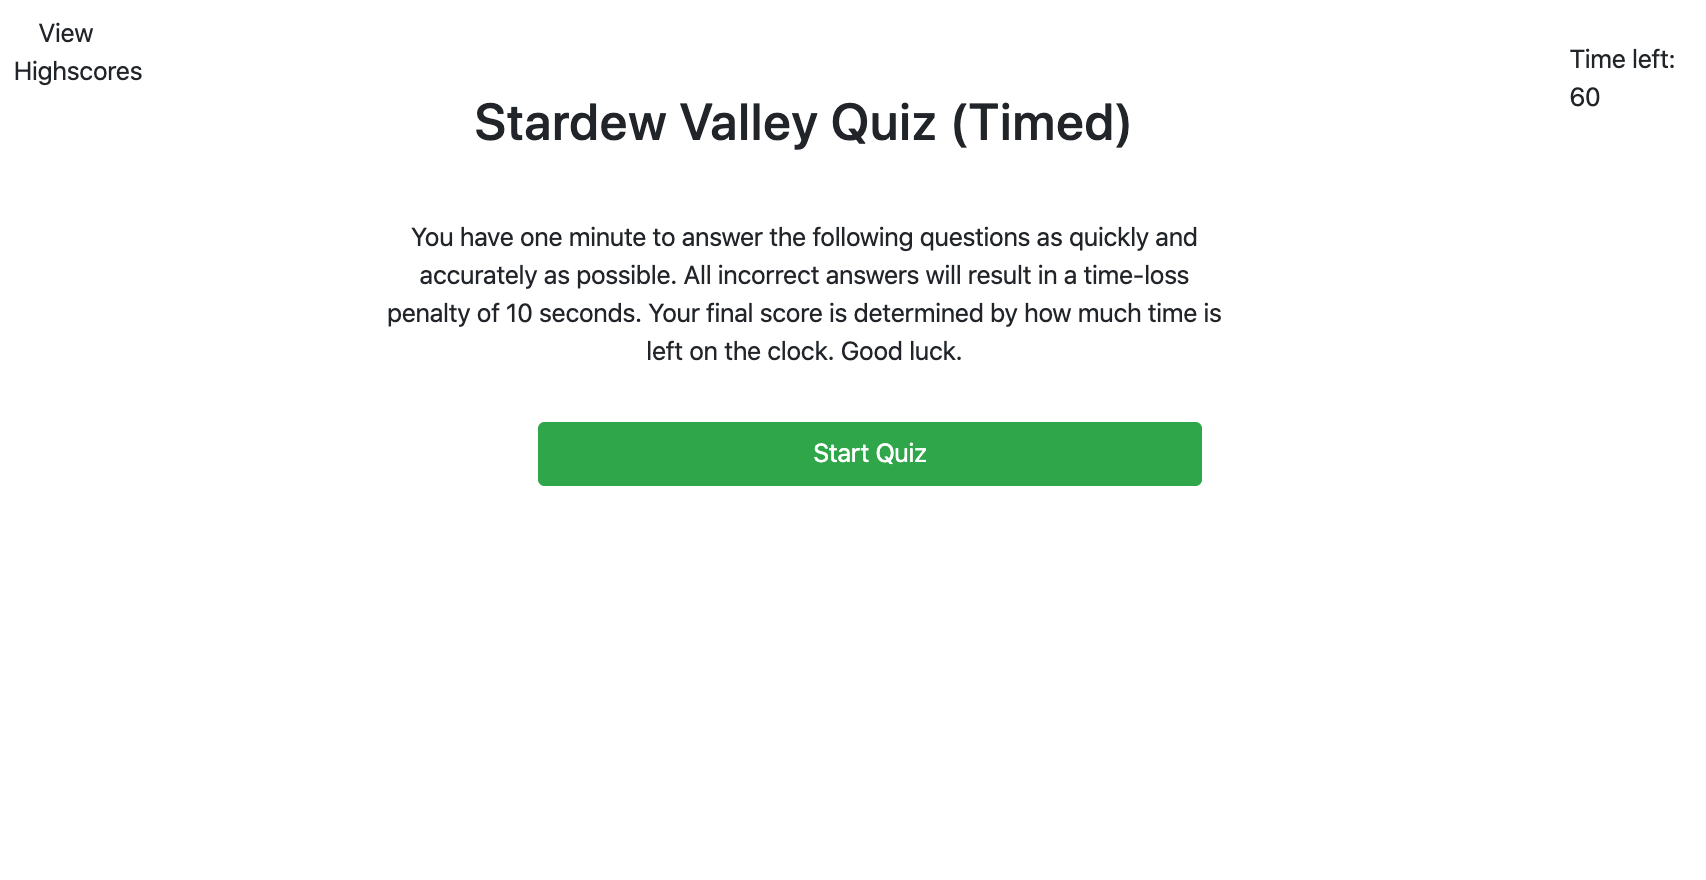 View
Highscores
Time left:
60
Stardew Valley Quiz (Timed)
You have one minute to answer the following questions as quickly and
accurately as possible. All incorrect answers will result in a time-loss
penalty of 10 seconds. Your final score is determined by how much time is
left on the clock. Good luck.
Start Quiz